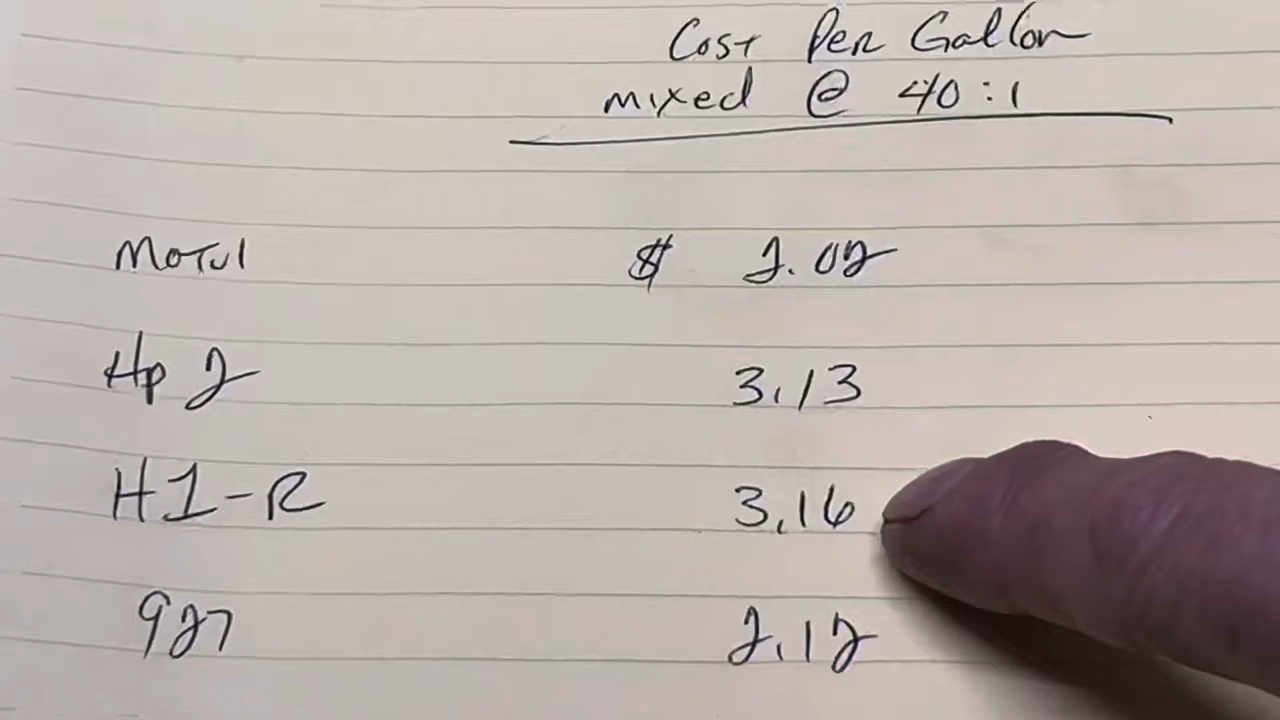 Cost Per Gallon
mixed @ 40:1
Motul $ 2.02
Hp 2 3.13
H1-R 3.16
927 2.12